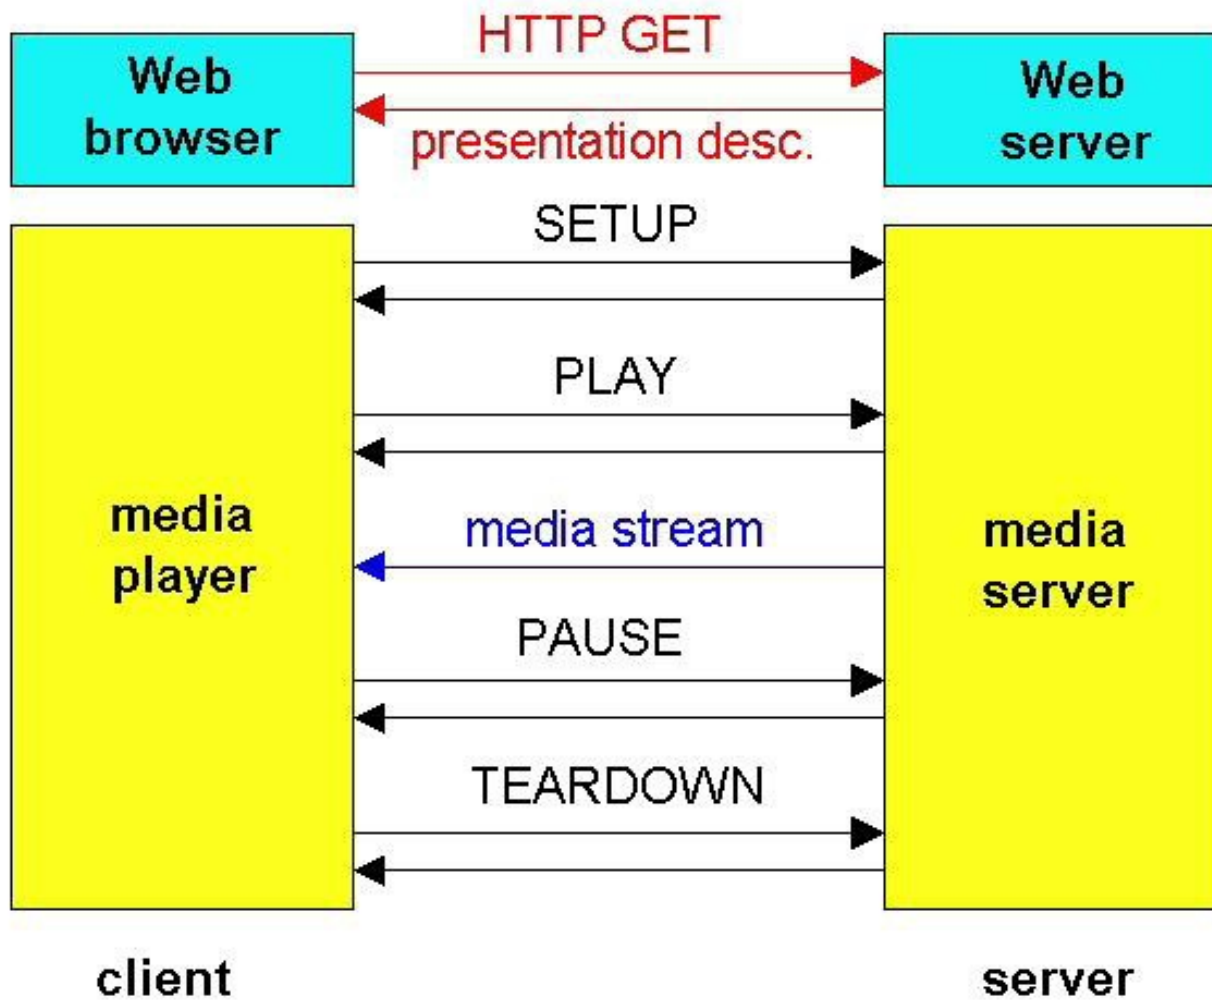 HTTP GET
Web
browser
Web
server
presentation desc.
SETUP
PLAY
media
player
media stream
media
server
PAUSE
TEARDOWN
client
server